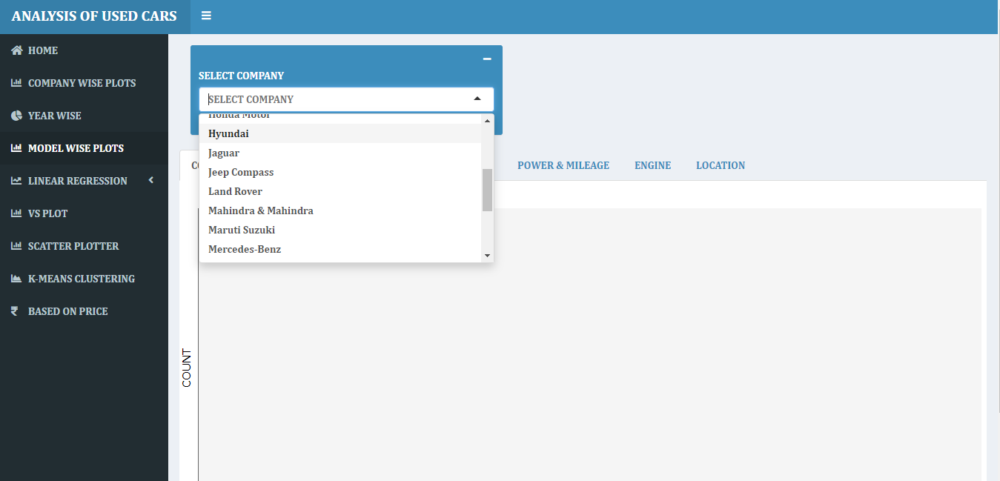 ANALYSIS OF USED CARS
HOME
COMPANY WISE PLOTS
YEAR WISE
MODEL WISE PLOTS
LINEAR REGRESSION
VS PLOT
SCATTER PLOTTER
K-MEANS CLUSTERING
BASED ON PRICE
SELECT COMPANY
SELECT COMPANY
Honda Motor
Hyundai
Jaguar
Jeep Compass
Land Rover
Mahindra & Mahindra
Maruti Suzuki
Mercedes-Benz
POWER & MILEAGE
ENGINE
LOCATION
COUNT